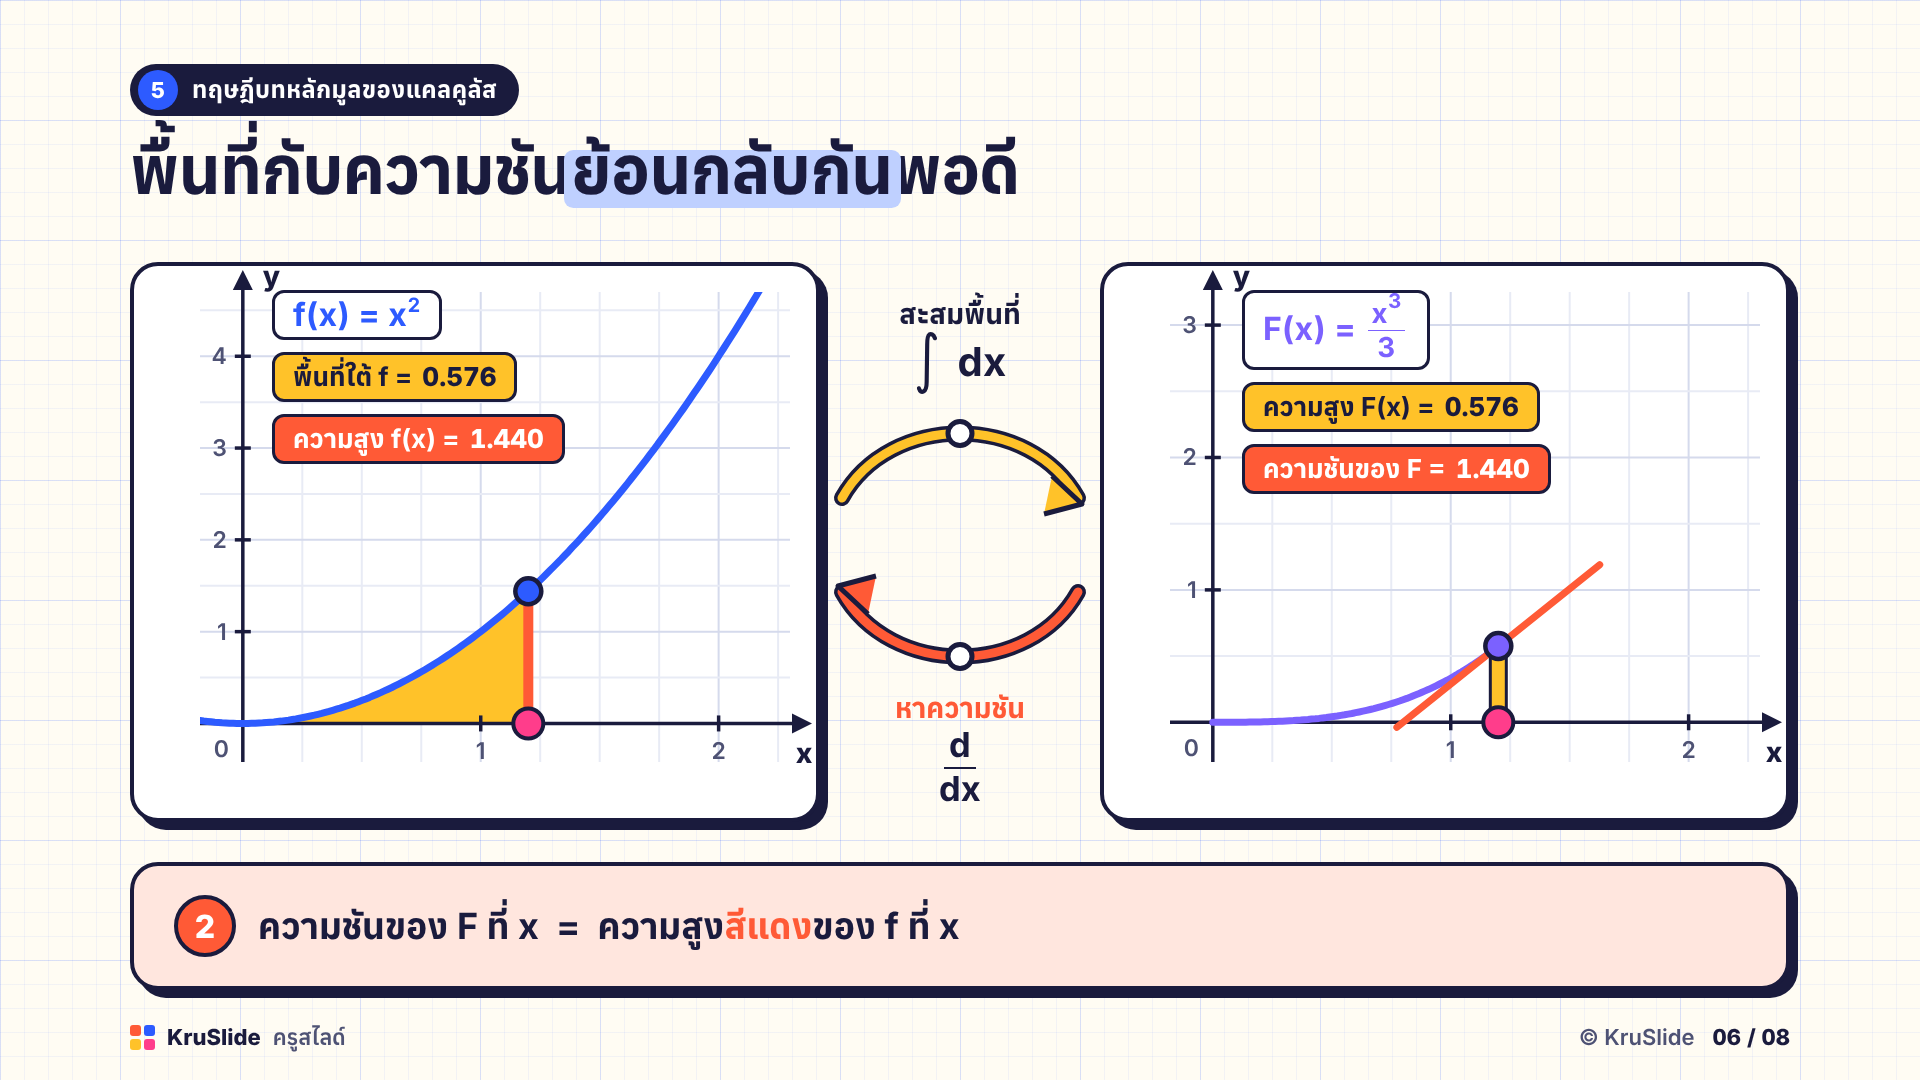 5 ทฤษฎีบทหลักมูลของแคลคูลัส
พื้นที่กับความชันย้อนกลับกันพอดี
y
f(x) = x²
พื้นที่ใต้ f = 0.576
ความสูง f(x) = 1.440
4
3
2
1
0
1
2
x
สะสมพื้นที่
∫ dx
หาความชัน
d
dx
y
F(x) = x³
3
ความสูง F(x) = 0.576
ความชันของ F = 1.440
3
2
1
0
1
2
x
2 ความชันของ F ที่ x = ความสูงสีแดงของ f ที่ x
KruSlide ครูสไลด์
© KruSlide 06 / 08